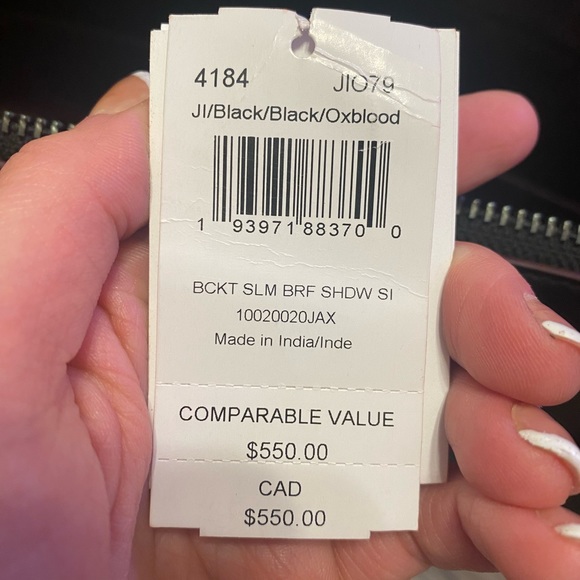 4184 JIO79
JI/Black/Black/Oxblood
1 93971 88370 0
BCKT SLM BRF SHDW SI
10020020JAX
Made in India/Inde
COMPARABLE VALUE
$550.00
CAD
$550.00